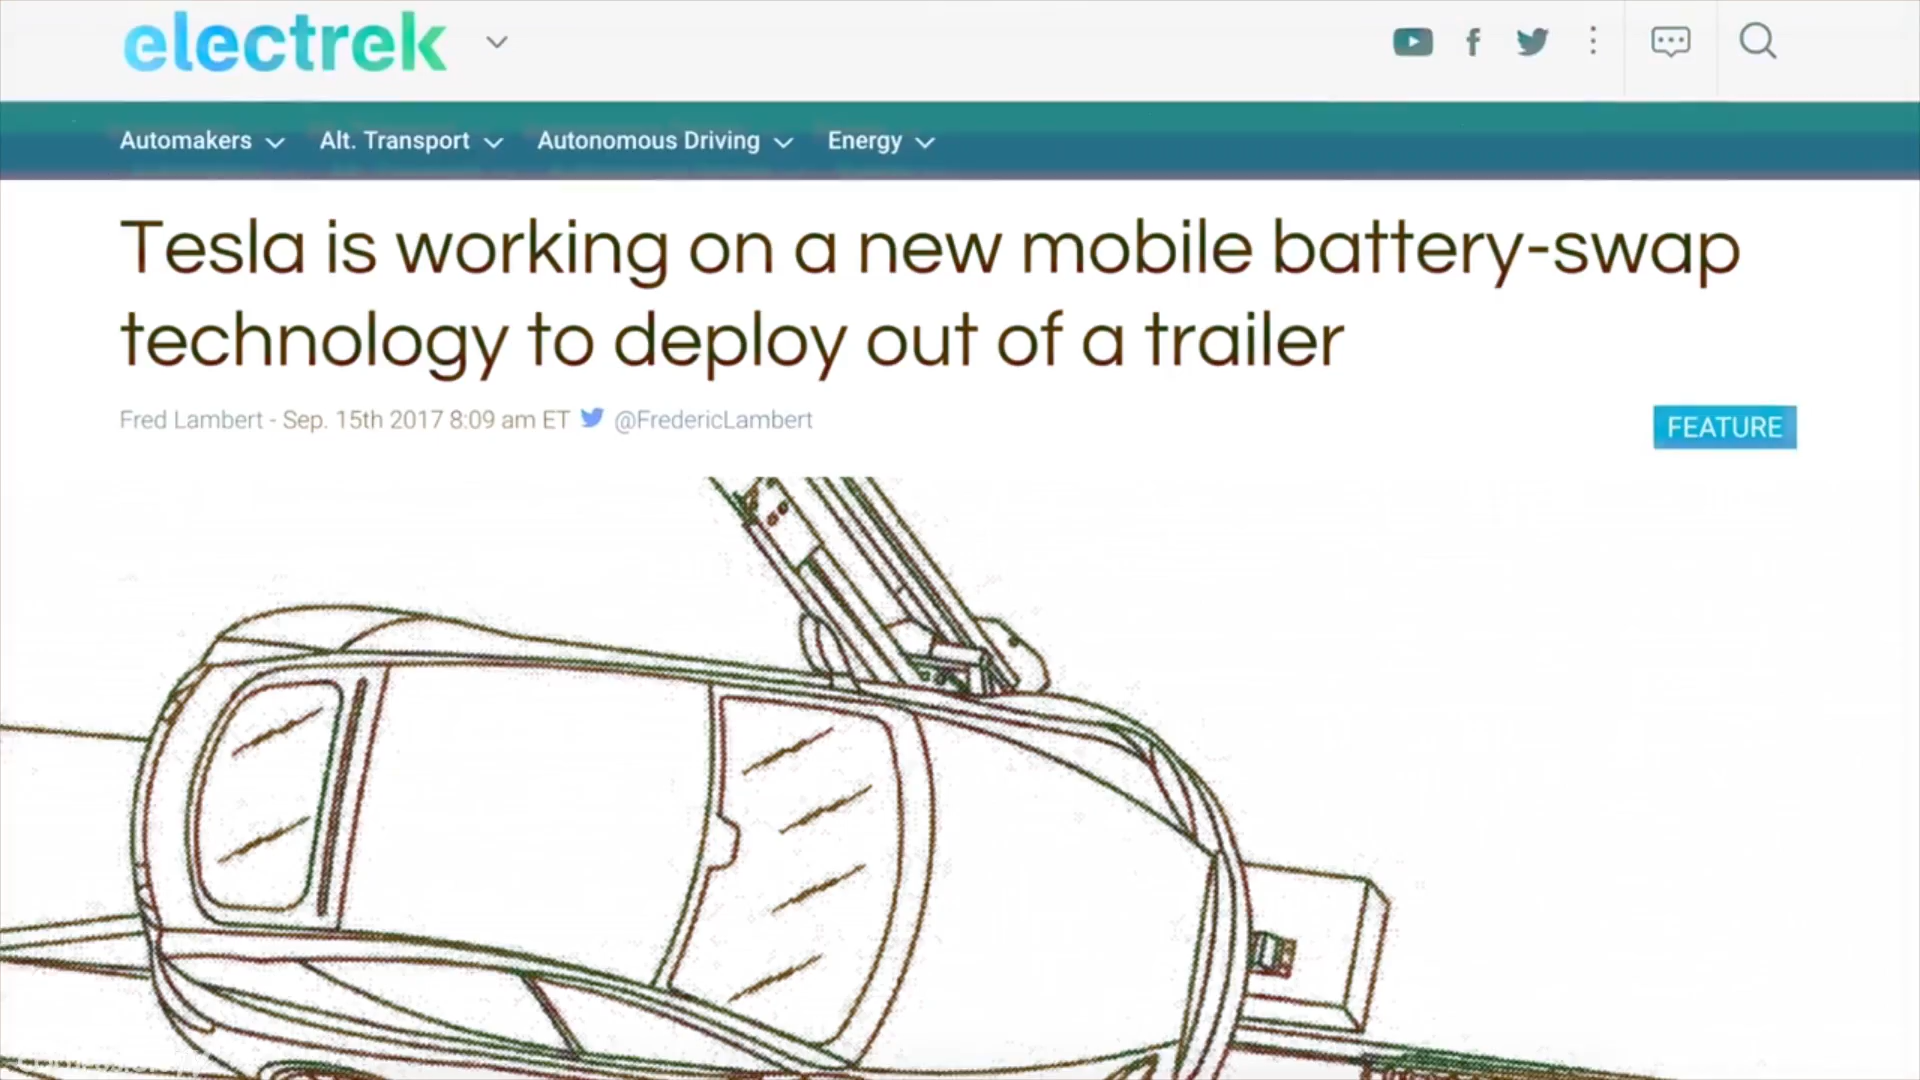 electrek
Automakers Alt. Transport Autonomous Driving Energy
Tesla is working on a new mobile battery-swap
technology to deploy out of a trailer
Fred Lambert - Sep. 15th 2017 8:09 am ET @FredericLambert
FEATURE